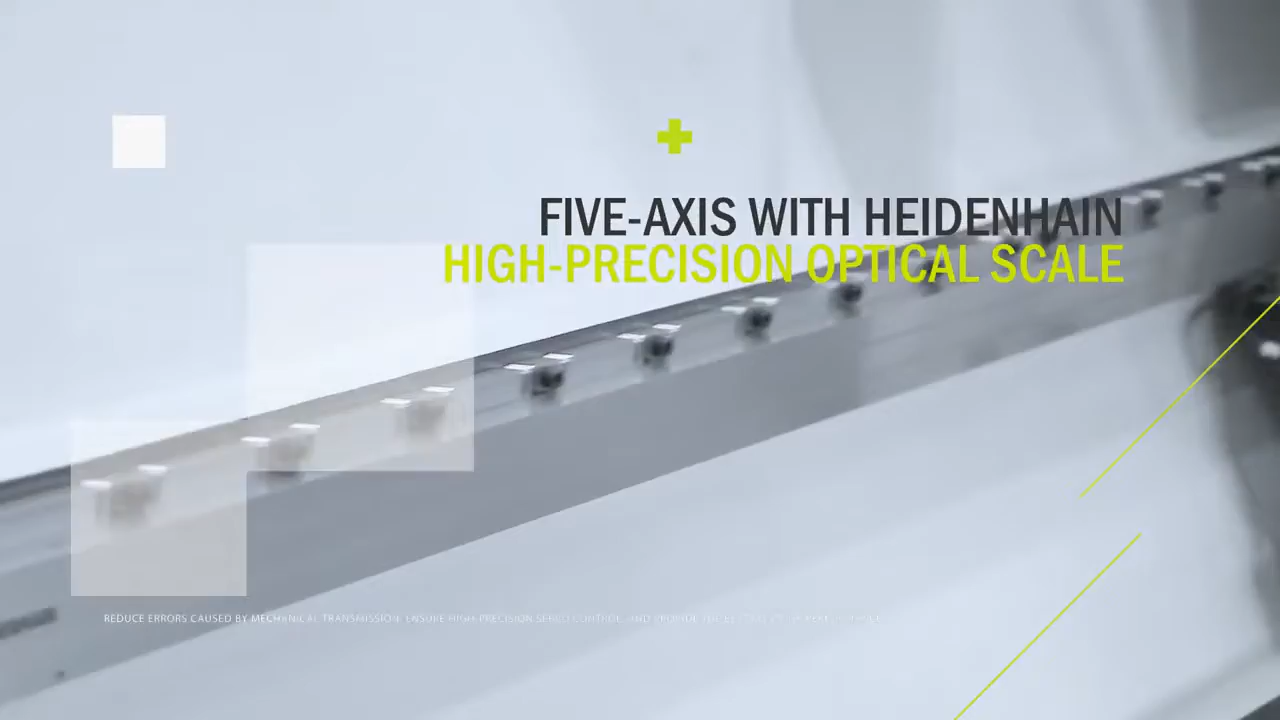 FIVE-AXIS WITH HEIDENHAIN
HIGH-PRECISION OPTICAL SCALE
REDUCE ERRORS CAUSED BY MECHANICAL TRANSMISSION, ENSURE HIGH-PRECISION SERVO CONTROL, AND PROVIDE THE